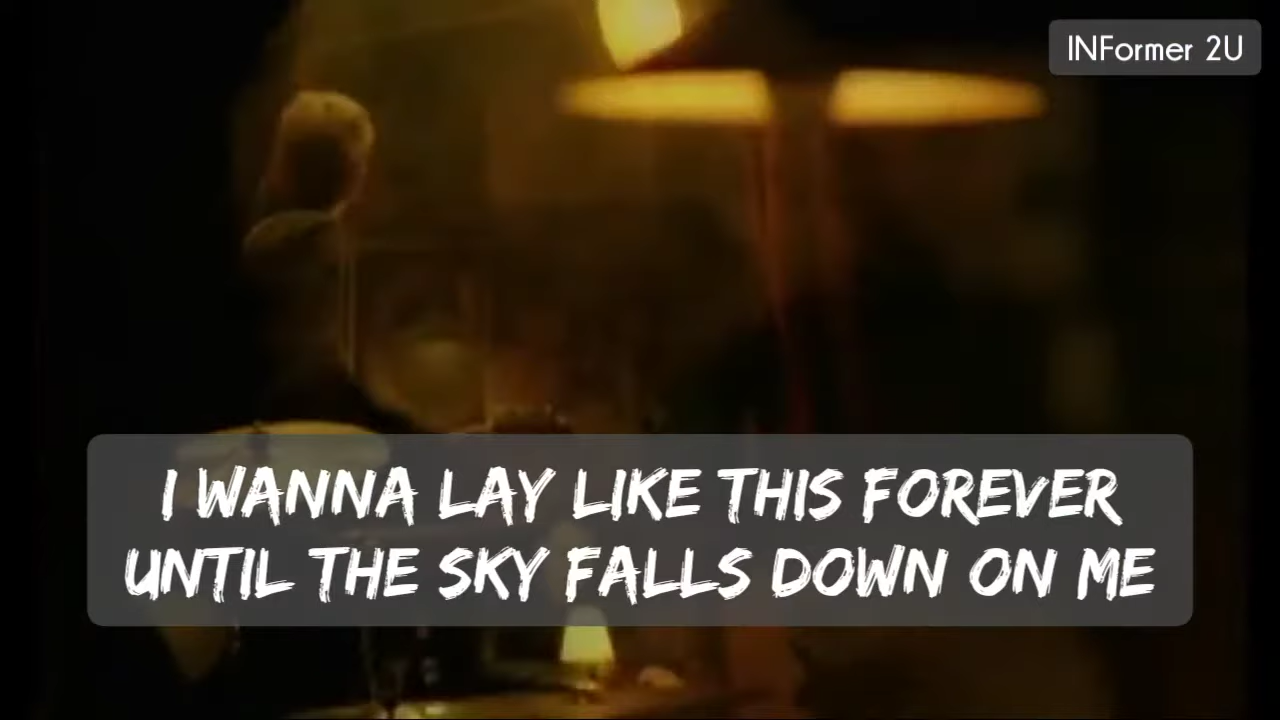 INFormer 2U
I WANNA LAY LIKE THIS FOREVER
UNTIL THE SKY FALLS DOWN ON ME